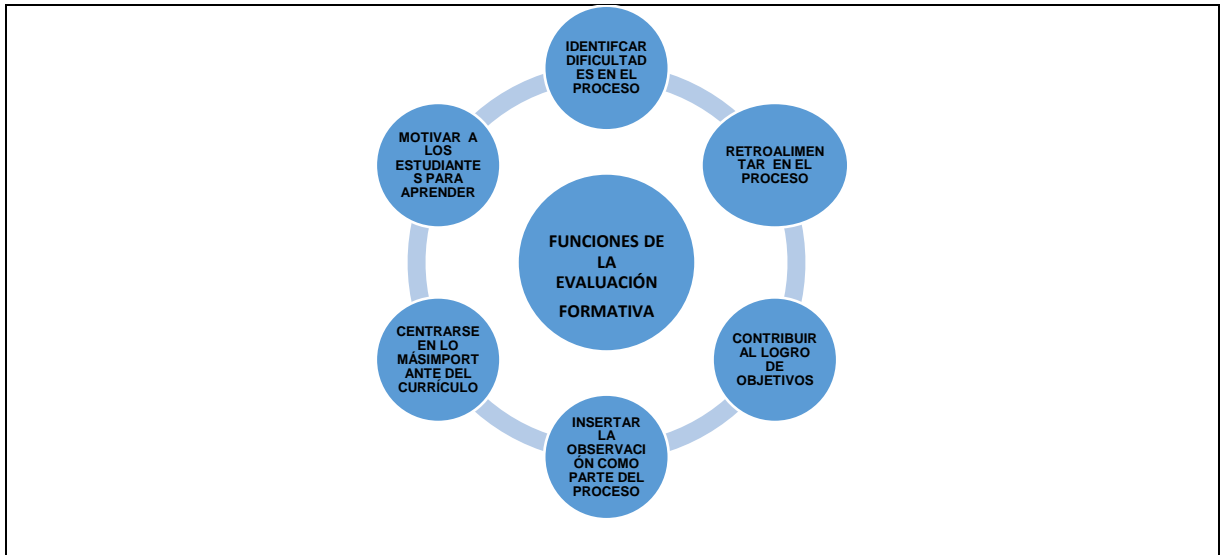 IDENTIFCAR
DIFICULTAD
ES EN EL
PROCESO
RETROALIMEN
TAR EN EL
PROCESO
CONTRIBUIR
AL LOGRO
DE
OBJETIVOS
INSERTAR
LA
OBSERVACI
ÓN COMO
PARTE DEL
PROCESO
CENTRARSE
EN LO
MÁSIMPORT
ANTE DEL
CURRÍCULO
MOTIVAR A
LOS
ESTUDIANTE
S PARA
APRENDER
FUNCIONES DE
LA
EVALUACIÓN
FORMATIVA